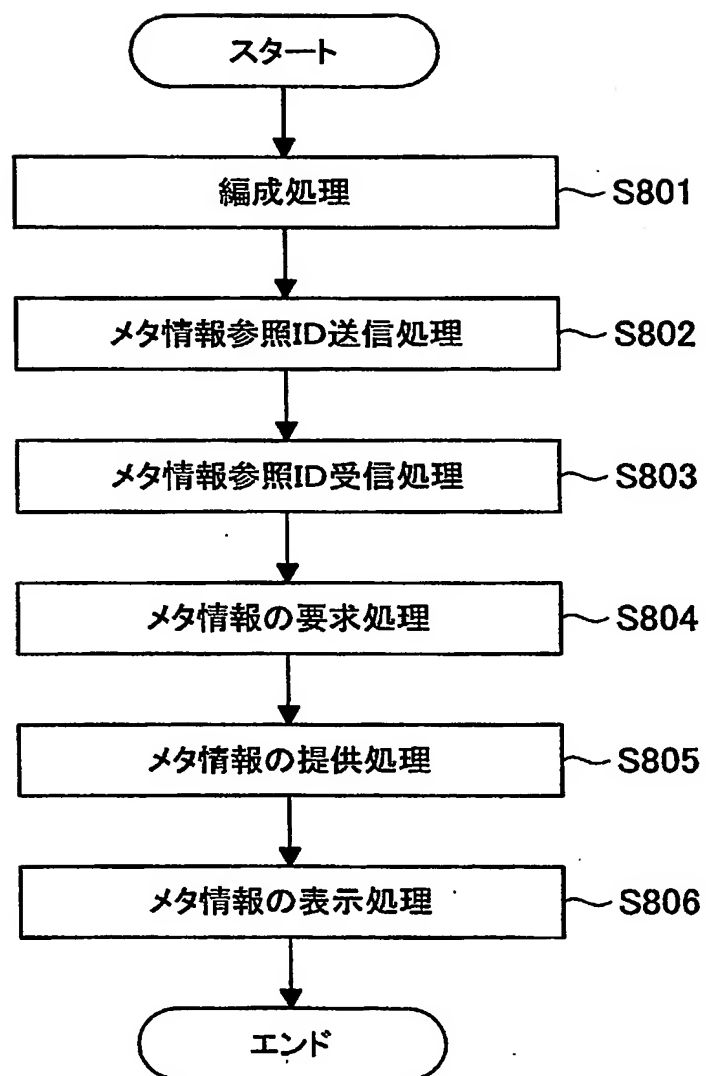 スタート
編成処理 S801
メタ情報参照ID送信処理 S802
メタ情報参照ID受信処理 S803
メタ情報の要求処理 S804
メタ情報の提供処理 S805
メタ情報の表示処理 S806
エンド